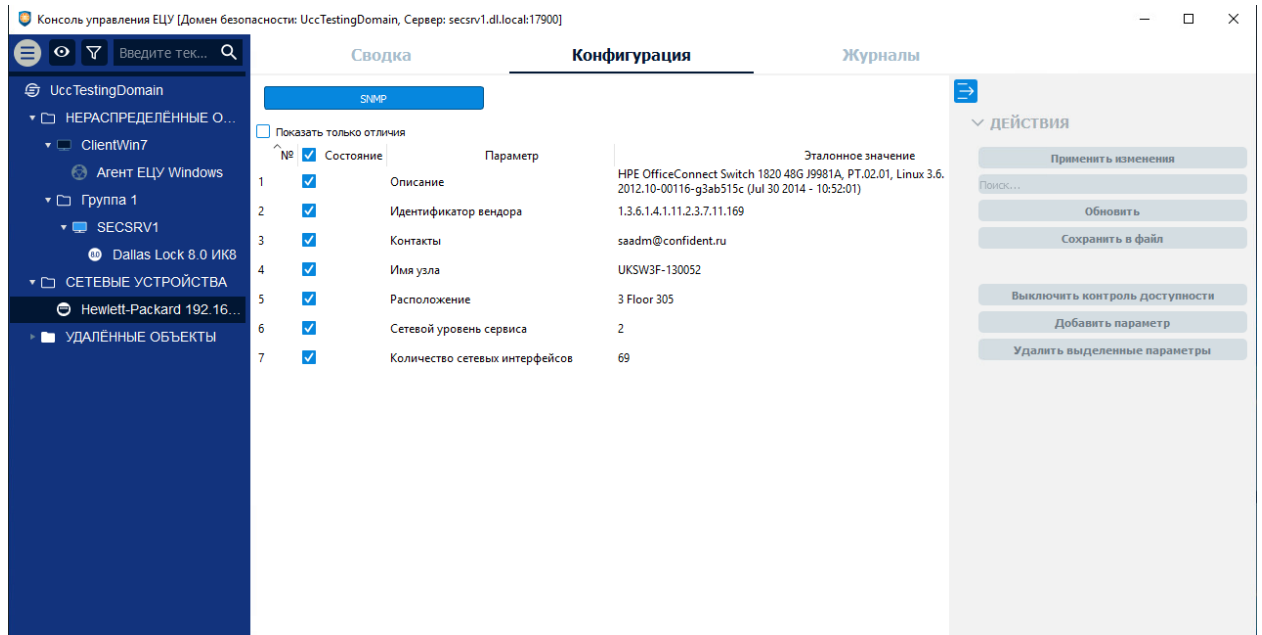 Консоль управления ЕЦУ [Домен безопасности: UccTestingDomain, Сервер: secsrv1.dl.local:17900]
Введите тек...
Сводка
Конфигурация
Журналы
UccTestingDomain
НЕРАСПРЕДЕЛЁННЫЕ О...
ClientWin7
Агент ЕЦУ Windows
Группа 1
SECSRV1
8.0 Dallas Lock 8.0 ИК8
СЕТЕВЫЕ УСТРОЙСТВА
Hewlett-Packard 192.16...
УДАЛЁННЫЕ ОБЪЕКТЫ
SNMP
Показать только отличия
№ Состояние Параметр Эталонное значение
1 Описание HPE OfficeConnect Switch 1820 48G J9981A, PT.02.01, Linux 3.6.
2012.10-00116-g3ab515c (Jul 30 2014 - 10:52:01)
2 Идентификатор вендора 1.3.6.1.4.1.11.2.3.7.11.169
3 Контакты saadm@confident.ru
4 Имя узла UKSW3F-130052
5 Расположение 3 Floor 305
6 Сетевой уровень сервиса 2
7 Количество сетевых интерфейсов 69
ДЕЙСТВИЯ
Применить изменения
Поиск...
Обновить
Сохранить в файл
Выключить контроль доступности
Добавить параметр
Удалить выделенные параметры